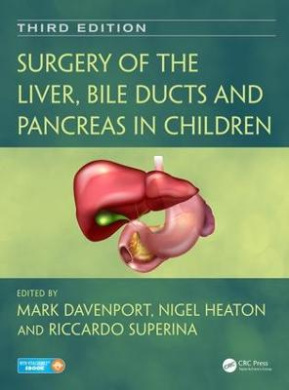 THIRD EDITION
SURGERY OF THE
LIVER, BILE DUCTS AND
PANCREAS IN CHILDREN
EDITED BY
MARK DAVENPORT, NIGEL HEATON
AND RICCARDO SUPERINA
CRC Press